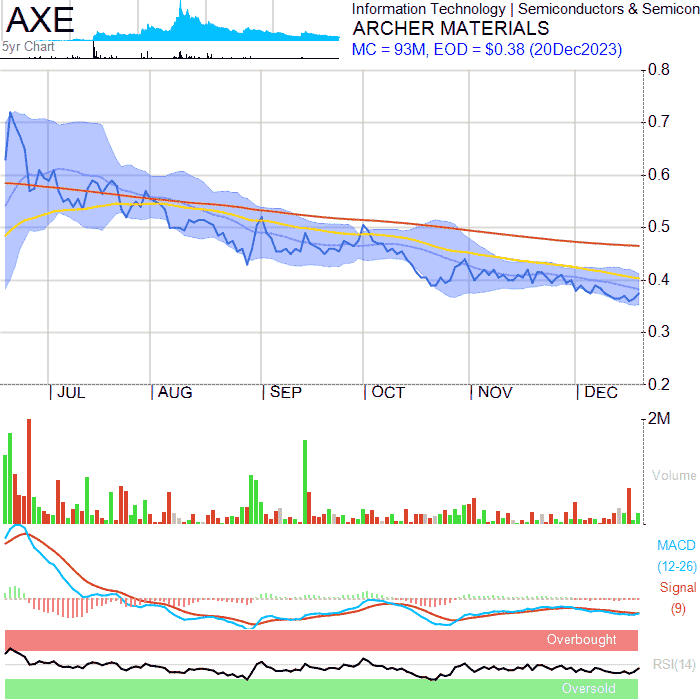 AXE
5yr Chart
Information Technology | Semiconductors & Semicon
ARCHER MATERIALS
MC = 93M, EOD = $0.38 (20Dec2023)
0.8
0.7
0.6
0.5
0.4
0.3
0.2
JUL AUG SEP OCT NOV DEC
2M
Volume
MACD
(12-26)
Signal
(9)
Overbought
RSI(14)
Oversold